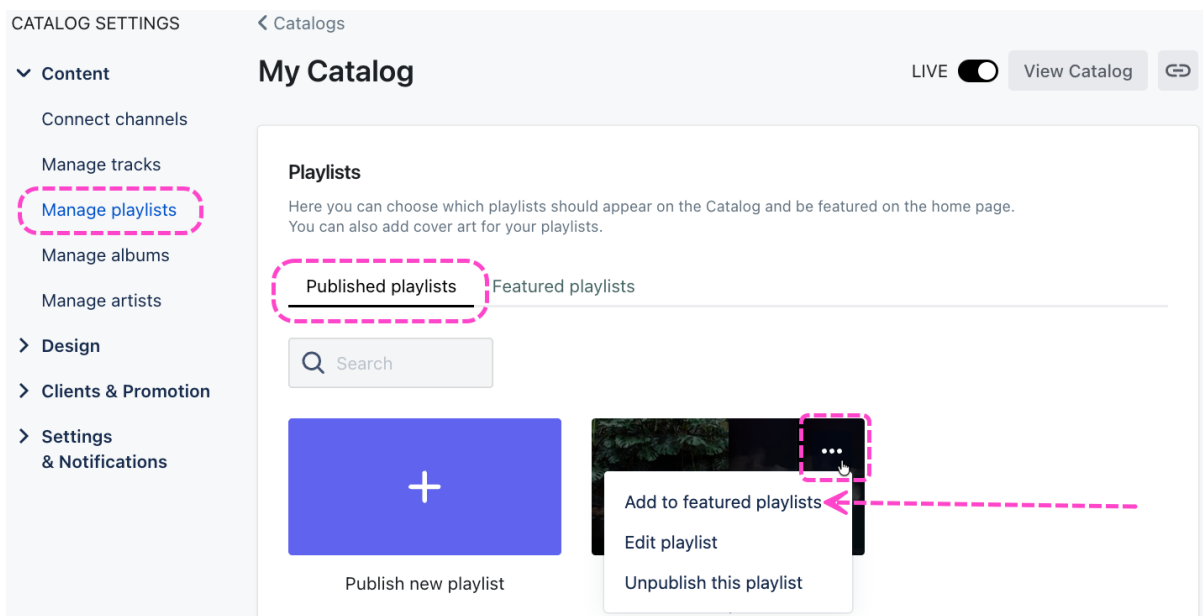 CATALOG SETTINGS
Content
Connect channels
Manage tracks
Manage playlists
Manage albums
Manage artists
Design
Clients & Promotion
Settings
& Notifications
Catalogs
My Catalog
LIVE
View Catalog
Playlists
Here you can choose which playlists should appear on the Catalog and be featured on the home page.
You can also add cover art for your playlists.
Published playlists
Featured playlists
Search
Publish new playlist
Add to featured playlists
Edit playlist
Unpublish this playlist